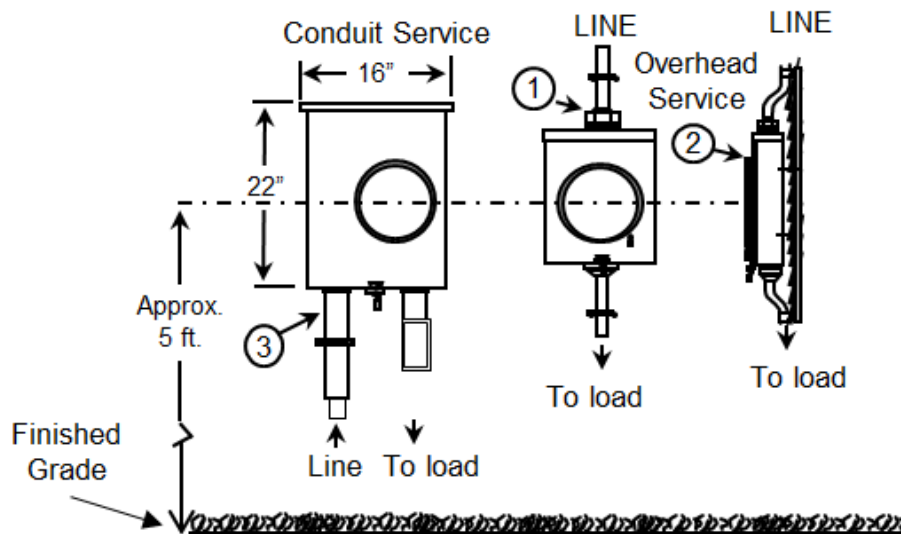 Conduit Service
16”
22”
Approx.
5 ft.
Finished
Grade
3
Line
To load
LINE
1
To load
Overhead
Service
2
LINE
To load